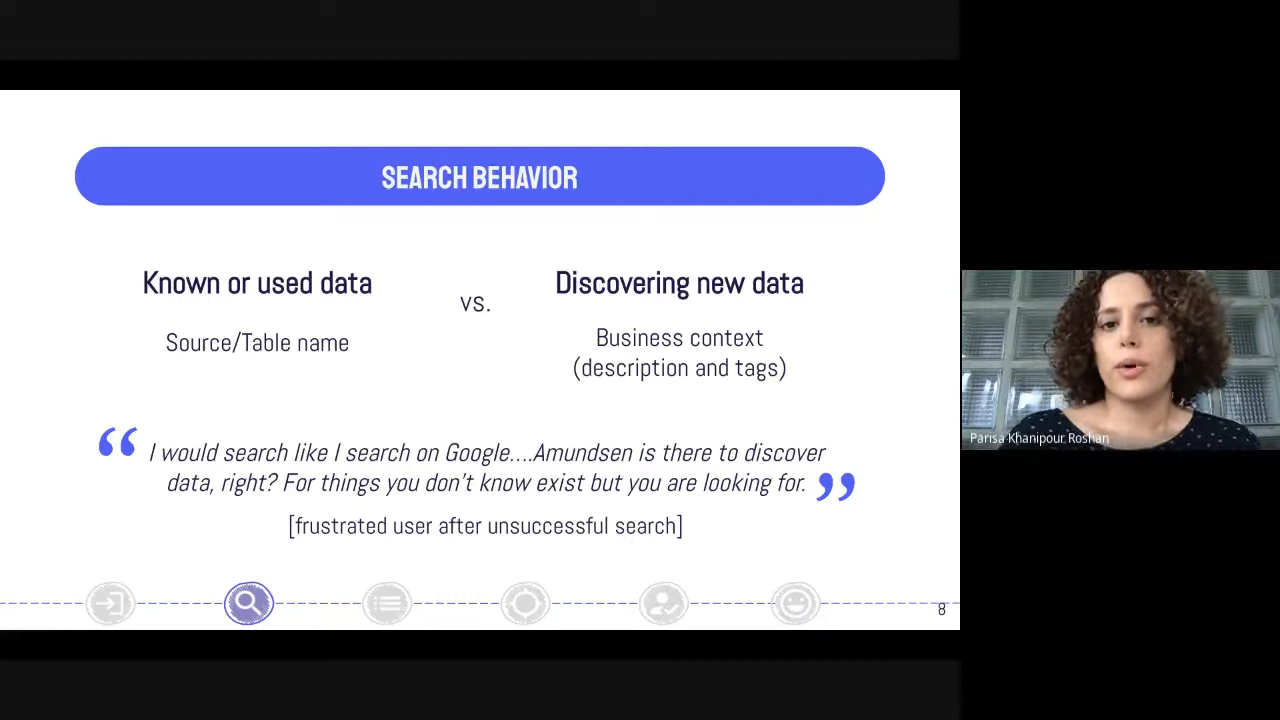 SEARCH BEHAVIOR
Known or used data
vs.
Discovering new data
Source/Table name
Business context
(description and tags)
“ I would search like I search on Google....Amundsen is there to discover
data, right? For things you don't know exist but you are looking for. ”
[frustrated user after unsuccessful search]
8
Parisa Khanipour Roshan